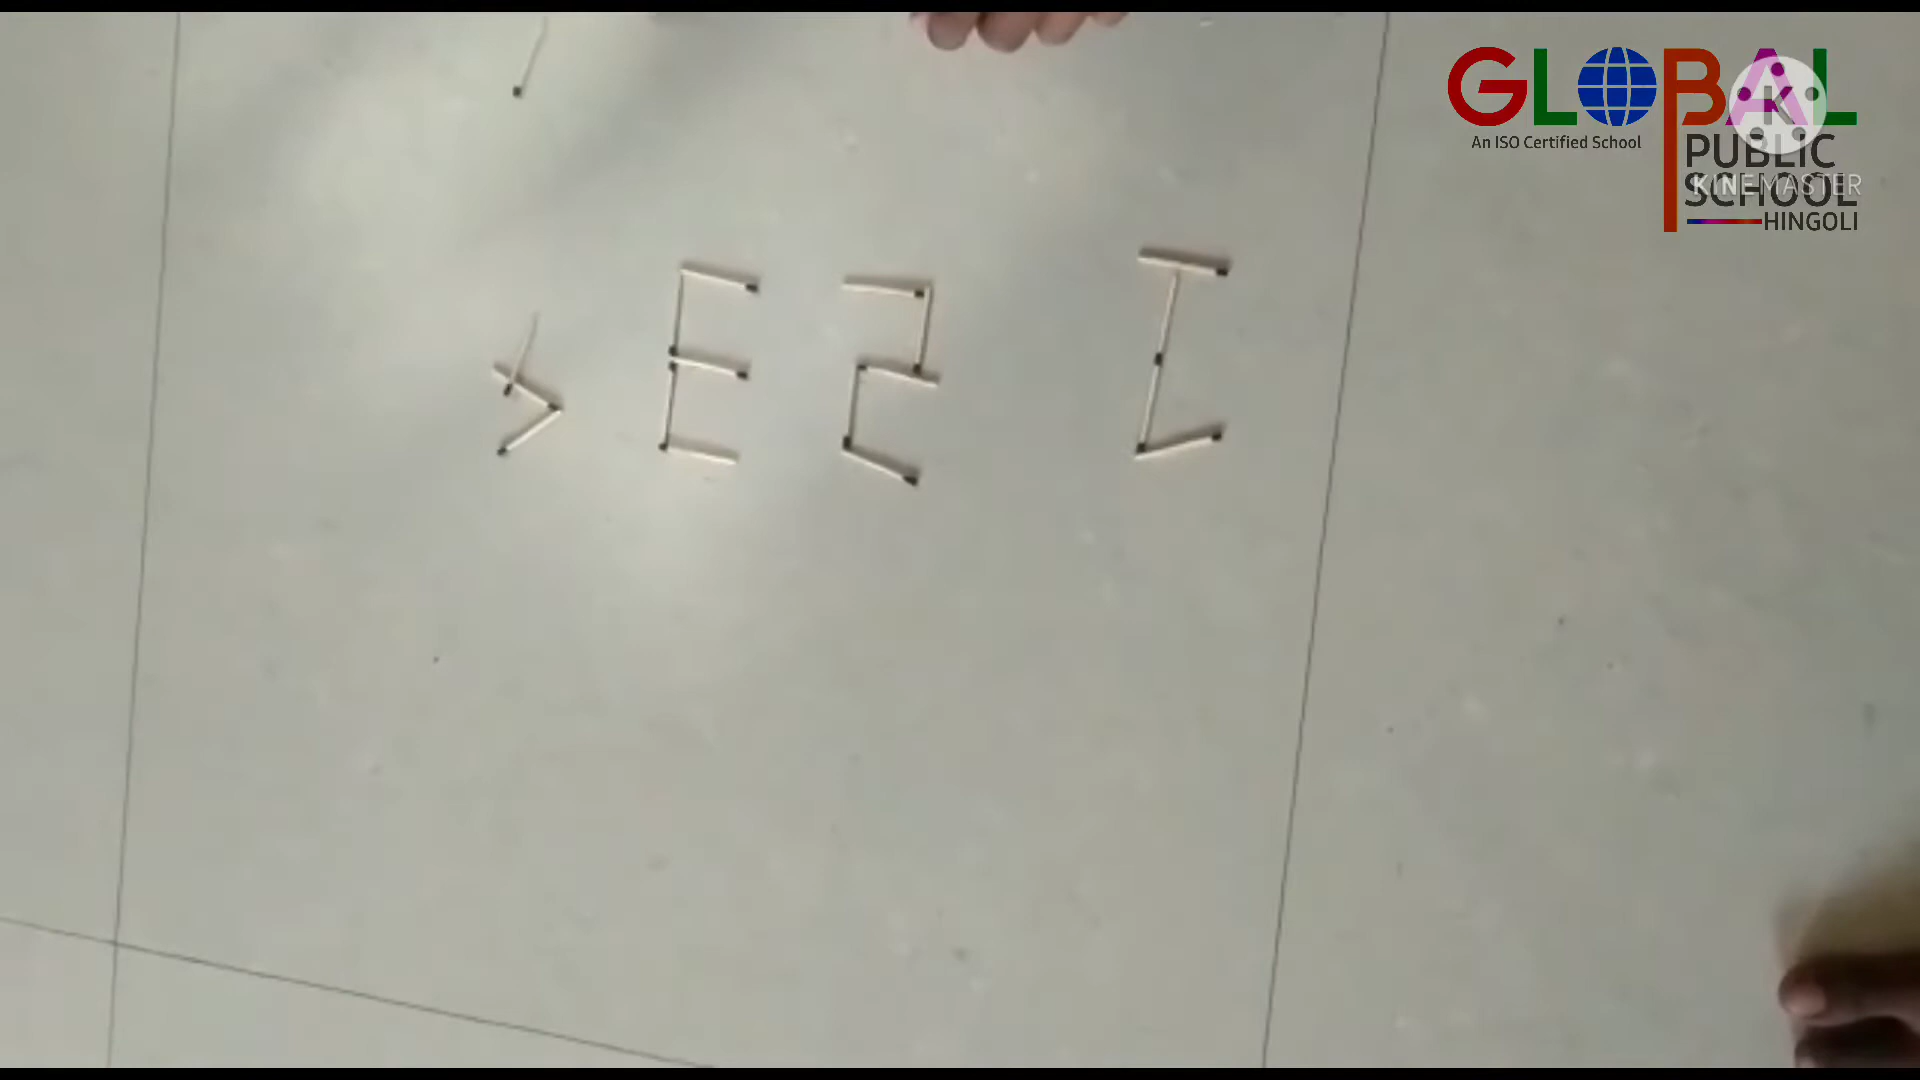 GLOBAL
An ISO Certified School
PUBLIC
SCHOOL
HINGOLI
K
KINEMASTER